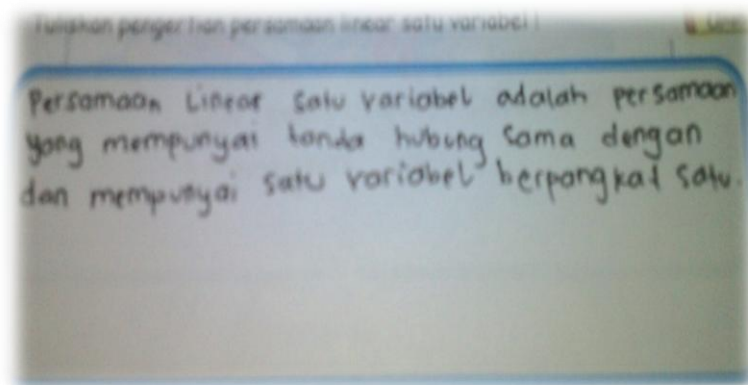 Tuliskan pengertian persamaan linear satu variabel !
Persamaan Linear satu variabel adalah persamaan
yang mempunyai tanda hubung sama dengan
dan mempunyai satu variabel berpangkat satu.